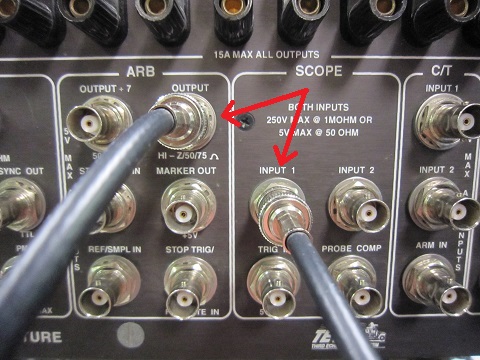 15A MAX ALL OUTPUTS
ARB
SCOPE
C/T
OUTPUT ÷ 7
OUTPUT
BOTH INPUTS
250V MAX @ 1MOHM OR
5V MAX @ 50 OHM
INPUT 1
5V MAX
HI – Z/50/75
SYNC OUT
MARKER OUT
INPUT 1
INPUT 2
INPUT 2
+5V
REF/SMPL IN
STOP TRIG/
TRIG
PROBE COMP
ARM IN